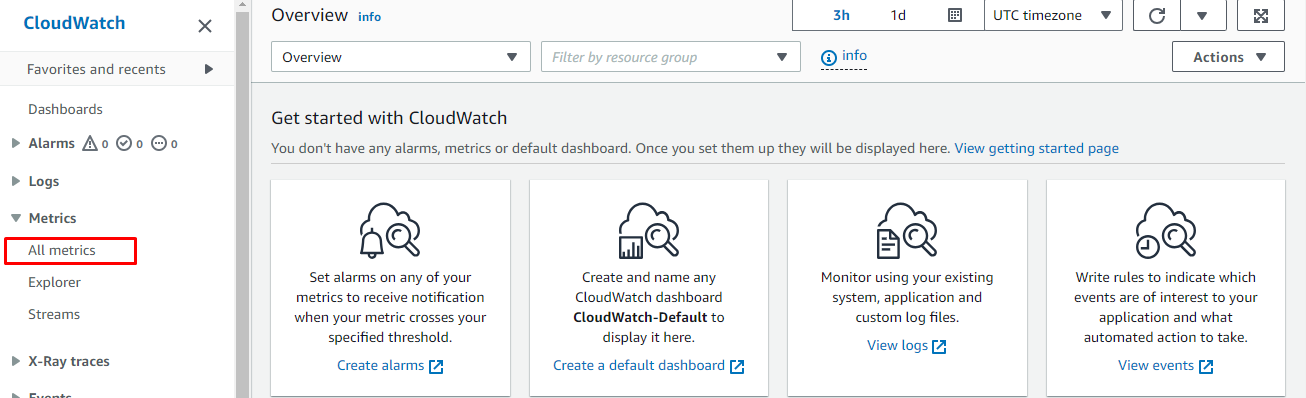 CloudWatch
Favorites and recents
Dashboards
Alarms 0 0 0
Logs
Metrics
All metrics
Explorer
Streams
X-Ray traces
Events
Overview info
3h 1d UTC timezone
Overview Filter by resource group info Actions
Get started with CloudWatch
You don't have any alarms, metrics or default dashboard. Once you set them up they will be displayed here. View getting started page
Set alarms on any of your
metrics to receive notification
when your metric crosses your
specified threshold.
Create alarms
Create and name any
CloudWatch dashboard
CloudWatch-Default to
display it here.
Create a default dashboard
Monitor using your existing
system, application and
custom log files.
View logs
Write rules to indicate which
events are of interest to your
application and what
automated action to take.
View events